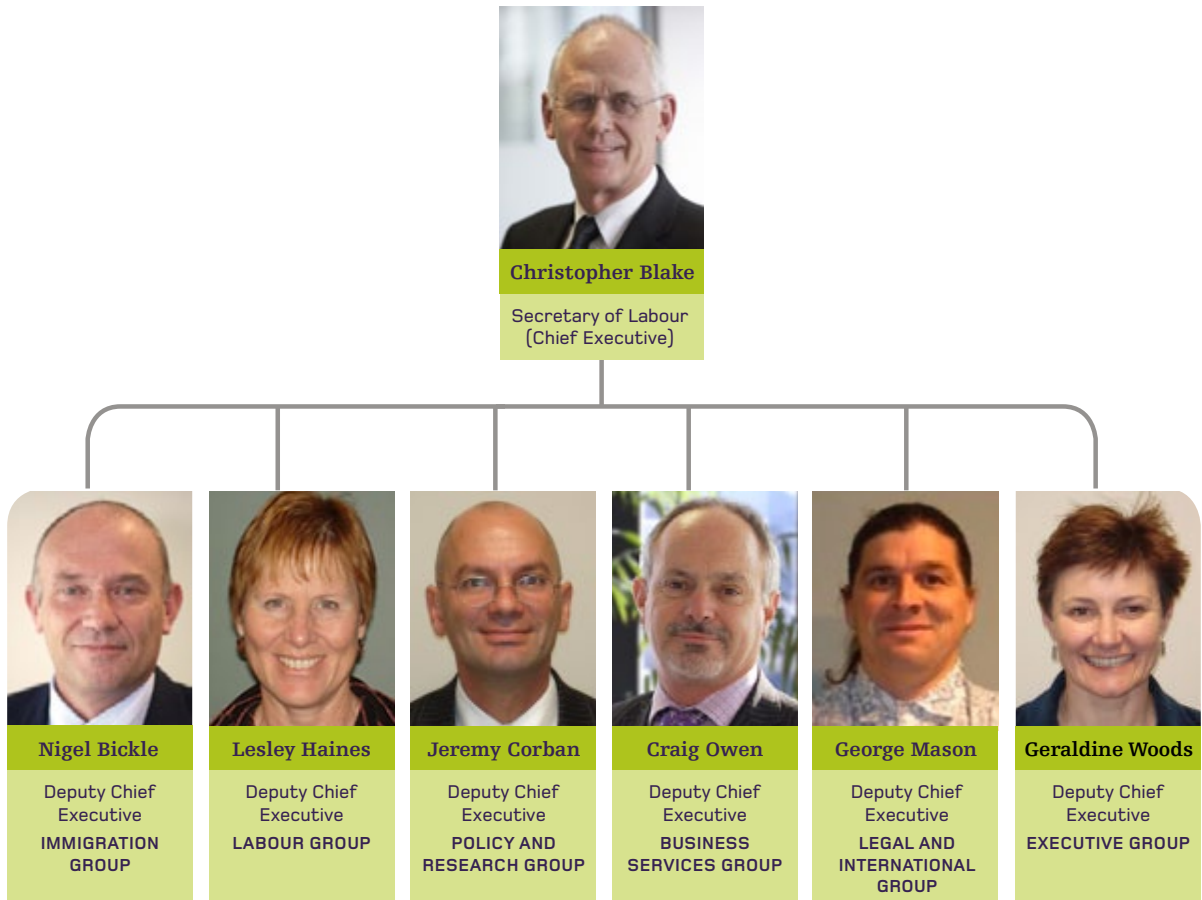 Christopher Blake
Secretary of Labour
(Chief Executive)
Nigel Bickle
Deputy Chief
Executive
IMMIGRATION
GROUP
Lesley Haines
Deputy Chief
Executive
LABOUR GROUP
Jeremy Corban
Deputy Chief
Executive
POLICY AND
RESEARCH GROUP
Craig Owen
Deputy Chief
Executive
BUSINESS
SERVICES GROUP
George Mason
Deputy Chief
Executive
LEGAL AND
INTERNATIONAL
GROUP
Geraldine Woods
Deputy Chief
Executive
EXECUTIVE GROUP